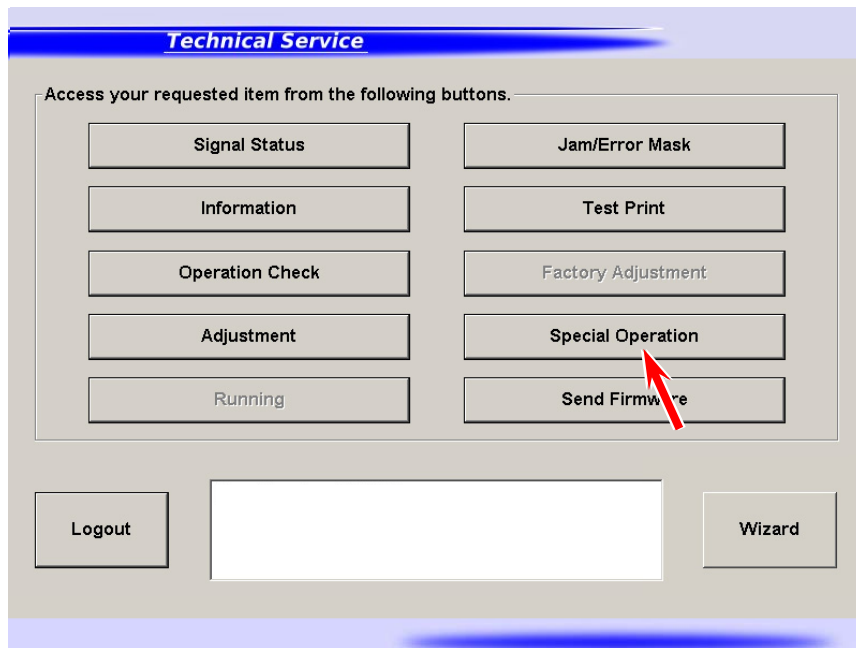 Technical Service
Access your requested item from the following buttons.
Signal Status
Jam/Error Mask
Information
Test Print
Operation Check
Factory Adjustment
Adjustment
Special Operation
Running
Send Firmware
Logout
Wizard